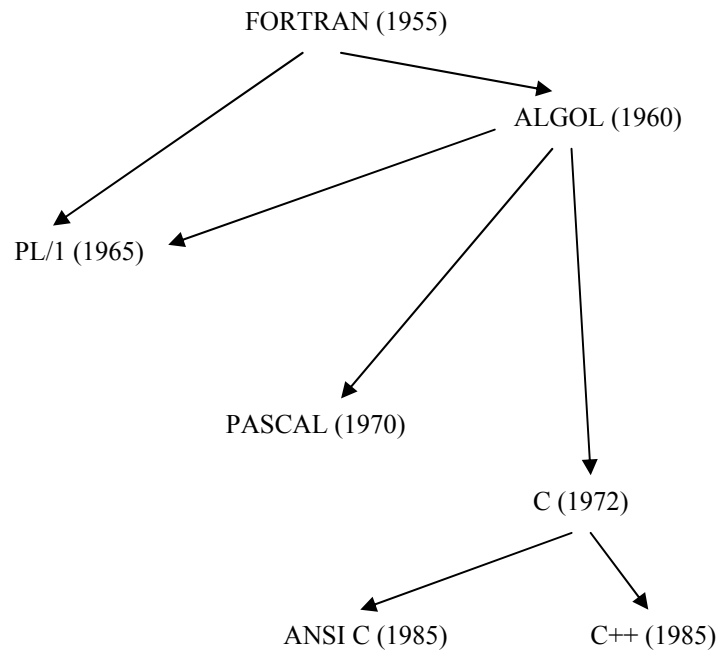 FORTRAN (1955)
ALGOL (1960)
PL/1 (1965)
PASCAL (1970)
C (1972)
ANSI C (1985)
C++ (1985)